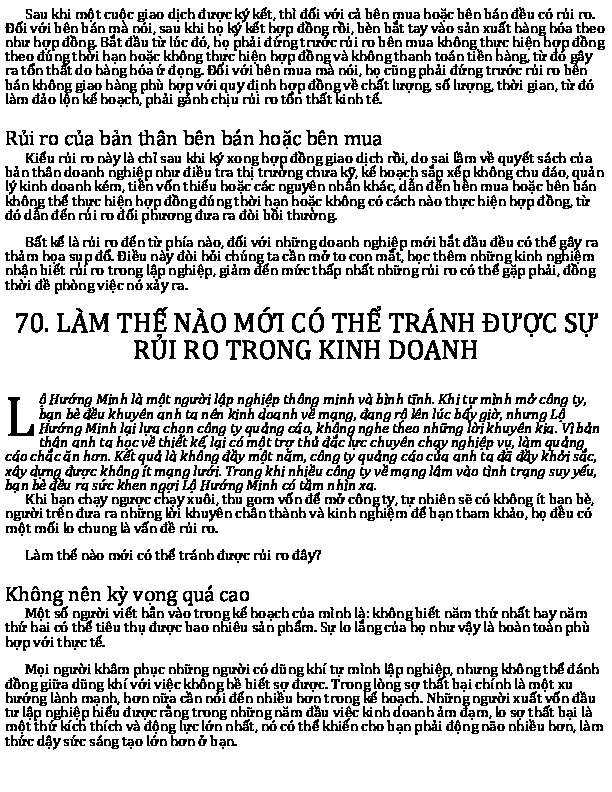 Sau khi một cuộc giao dịch được ký kết, thì đối với cả bên mua hoặc bên bán đều có rủi ro.
Đối với bên bán mà nói, sau khi họ ký kết hợp đồng rồi, bèn bắt tay vào sản xuất hàng hóa theo
như hợp đồng. Bắt đầu từ lúc đó, họ phải đứng trước rủi ro bên mua không thực hiện hợp đồng
theo đúng thời hạn hoặc không thực hiện hợp đồng và không thanh toán tiền hàng, từ đó gây
ra tổn thất do hàng hóa ứ đọng. Đối với bên mua mà nói, họ cũng phải đứng trước rủi ro bên
bán không giao hàng phù hợp với quy định hợp đồng về chất lượng, số lượng, thời gian, từ đó
làm đảo lộn kế hoạch, phải gánh chịu rủi ro tổn thất kinh tế.
Rủi ro của bản thân bên bán hoặc bên mua
Kiểu rủi ro này là chỉ sau khi ký xong hợp đồng giao dịch rồi, do sai lầm về quyết sách của
bản thân doanh nghiệp như điều tra thị trường chưa kỹ, kế hoạch sắp xếp không chu đáo, quản
lý kinh doanh kém, tiền vốn thiếu hoặc các nguyên nhân khác, dẫn đến bên mua hoặc bên bán
không thể thực hiện hợp đồng đúng thời hạn hoặc không có cách nào thực hiện hợp đồng, từ
đó dẫn đến rủi ro đối phương đưa ra đòi bồi thường.
Bất kể là rủi ro đến từ phía nào, đối với những doanh nghiệp mới bắt đầu đều có thể gây ra
thảm họa sụp đổ. Điều này đòi hỏi chúng ta cần mở to con mắt, học thêm những kinh nghiệm
nhận biết rủi ro trong lập nghiệp, giảm đến mức thấp nhất những rủi ro có thể gặp phải, đồng
thời đề phòng việc nó xảy ra.
70. LÀM THẾ NÀO MỚI CÓ THỂ TRÁNH ĐƯỢC SỰ
RỦI RO TRONG KINH DOANH
Lộ Hướng Minh là một người lập nghiệp thông minh và bình tĩnh. Khi tự mình mở công ty,
bạn bè đều khuyên anh ta nên kinh doanh về mạng, đang rộ lên lúc bấy giờ, nhưng Lộ
Hướng Minh lại lựa chọn công ty quảng cáo, không nghe theo những lời khuyên kia. Vì bản
thân anh ta học về thiết kế, lại có một trợ thủ đắc lực chuyên chạy nghiệp vụ, làm quảng
cáo chắc ăn hơn. Kết quả là không đầy một năm, công ty quảng cáo của anh ta đã đầy khởi sắc,
xây dựng được không ít mạng lưới. Trong khi nhiều công ty về mạng lâm vào tình trạng suy yếu,
bạn bè đều ra sức khen ngợi Lộ Hướng Minh có tầm nhìn xa.
Khi bạn chạy ngược chạy xuôi, thu gom vốn để mở công ty, tự nhiên sẽ có không ít bạn bè,
người trên đưa ra những lời khuyên chân thành và kinh nghiệm để bạn tham khảo, họ đều có
một mối lo chung là vấn đề rủi ro.
Làm thế nào mới có thể tránh được rủi ro đây?
Không nên kỳ vọng quá cao
Một số người viết hẳn vào trong kế hoạch của mình là: không biết năm thứ nhất hay năm
thứ hai có thể tiêu thụ được bao nhiêu sản phẩm. Sự lo lắng của họ như vậy là hoàn toàn phù
hợp với thực tế.
Mọi người khâm phục những người có dũng khí tự mình lập nghiệp, nhưng không thể đánh
đồng giữa dũng khí với việc không hề biết sợ được. Trong lòng sợ thất bại chính là một xu
hướng lành mạnh, hơn nữa cần nói đến nhiều hơn trong kế hoạch. Những người xuất vốn đầu
tư lập nghiệp hiểu được rằng trong những năm đầu việc kinh doanh ảm đạm, lo sợ thất bại là
một thứ kích thích và động lực lớn nhất, nó có thể khiến cho bạn phải động não nhiều hơn, làm
thức dậy sức sáng tạo lớn hơn ở bạn.